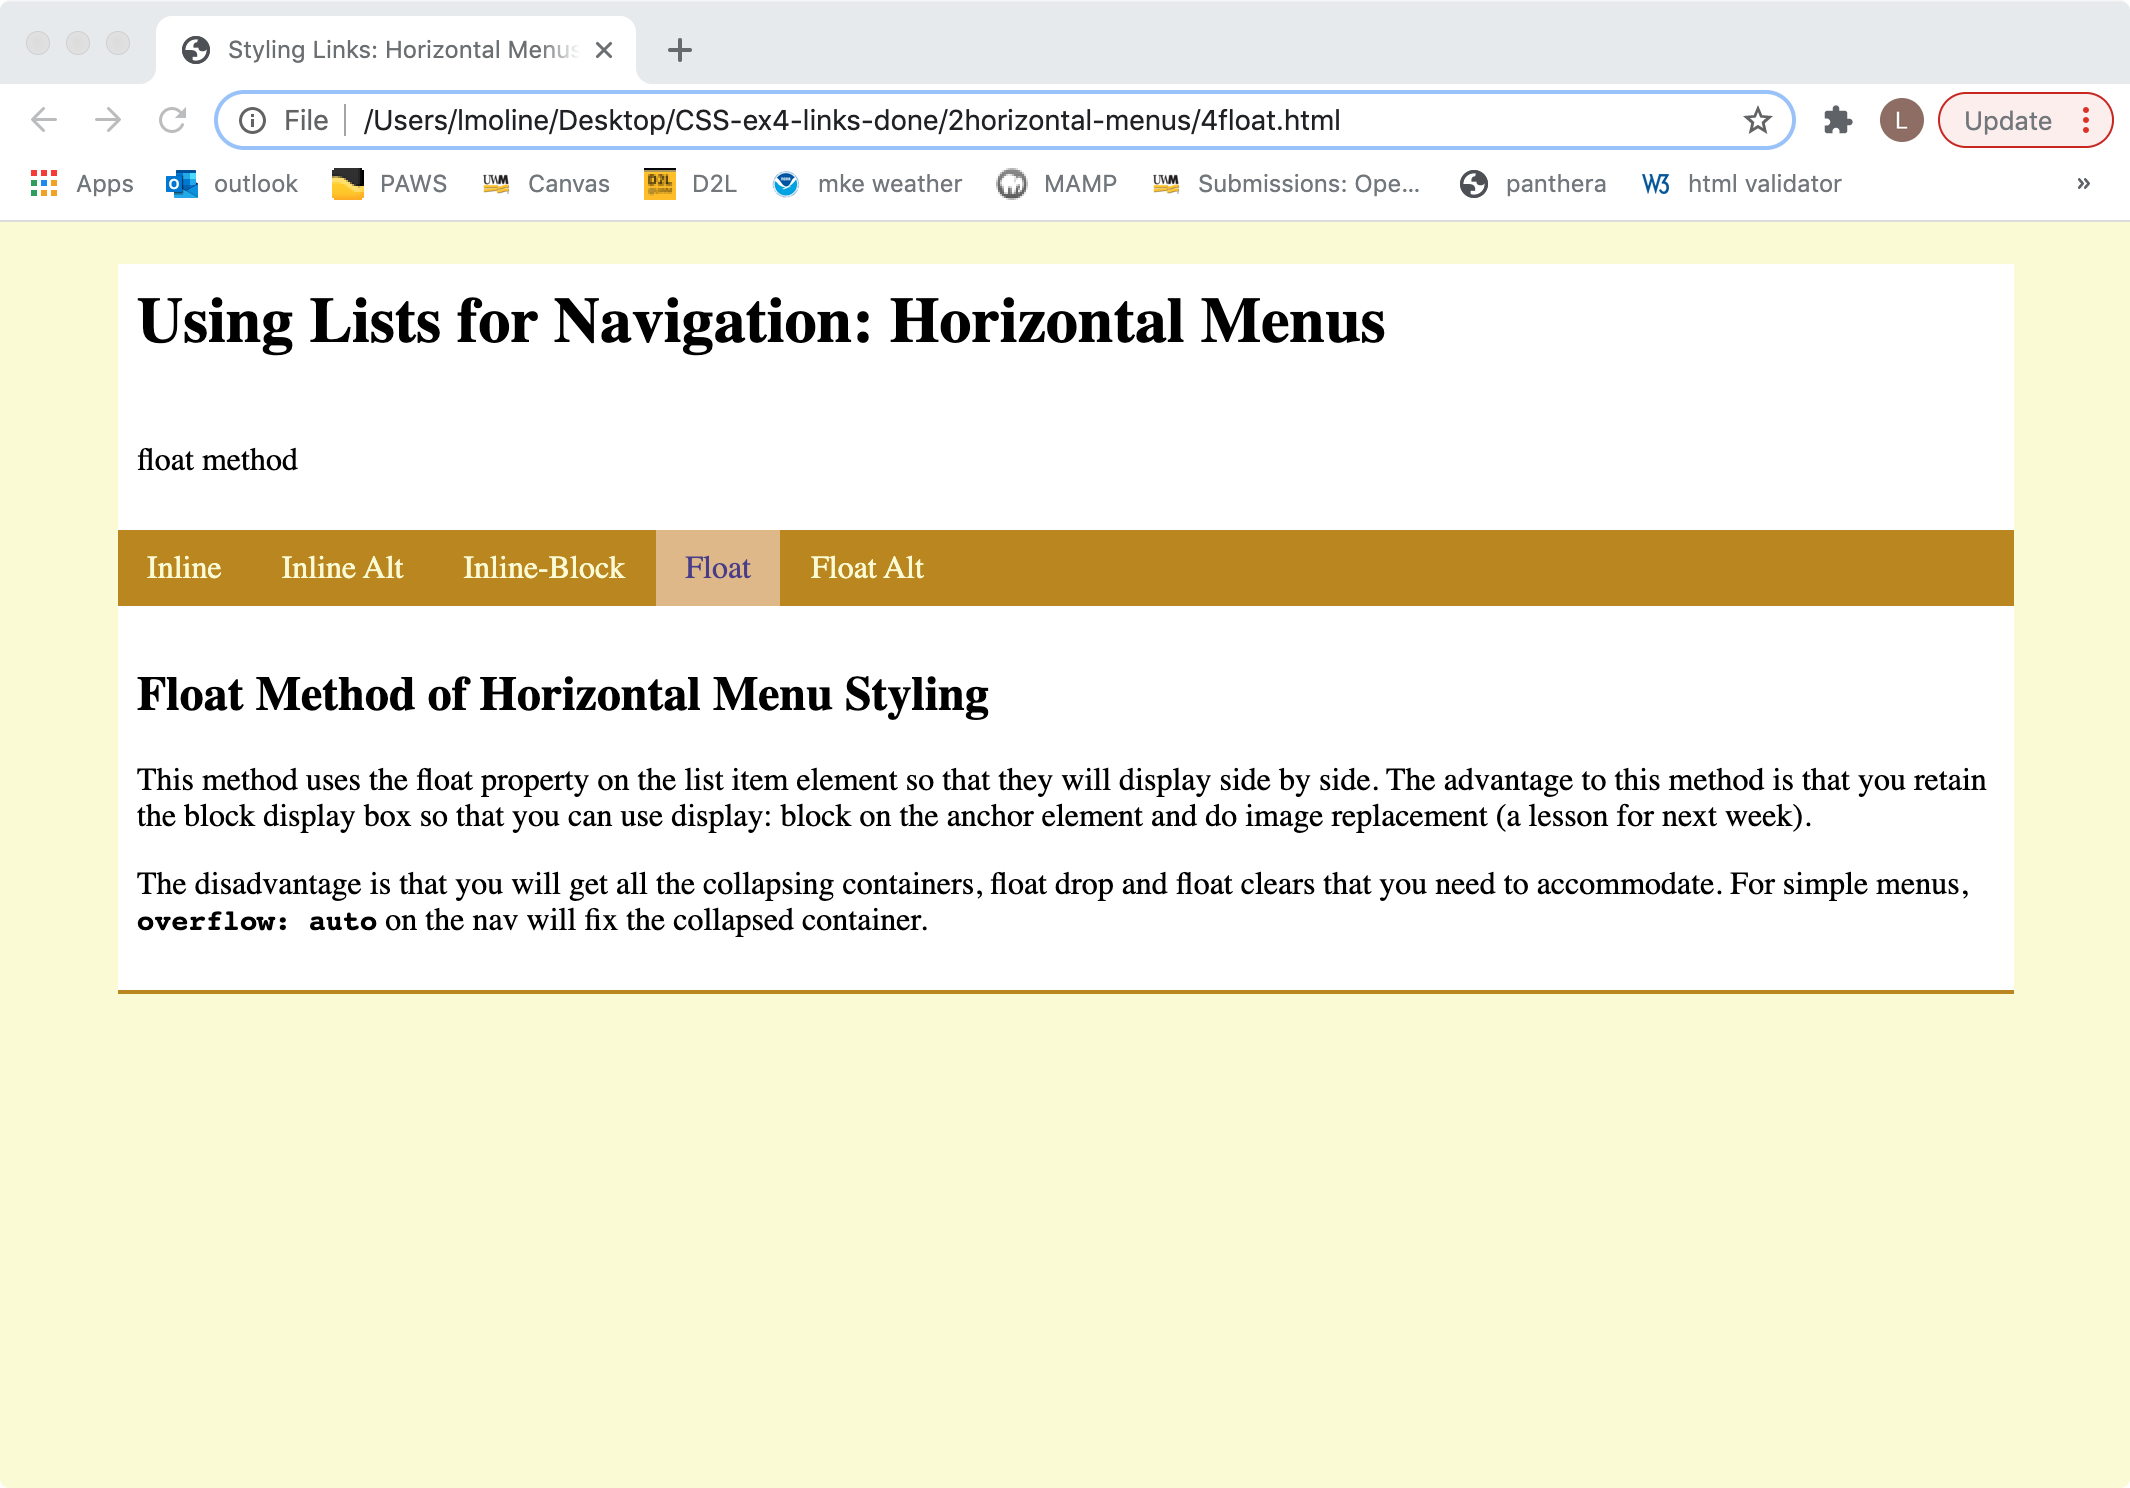 Styling Links: Horizontal Menus
File /Users/lmoline/Desktop/CSS-ex4-links-done/2horizontal-menus/4float.html L Update
Apps outlook PAWS UWM Canvas D2L D2L mke weather MAMP UWM Submissions: Ope... panthera W3 html validator »
Using Lists for Navigation: Horizontal Menus
float method
Inline Inline Alt Inline-Block Float Float Alt
Float Method of Horizontal Menu Styling
This method uses the float property on the list item element so that they will display side by side. The advantage to this method is that you retain
the block display box so that you can use display: block on the anchor element and do image replacement (a lesson for next week).
The disadvantage is that you will get all the collapsing containers, float drop and float clears that you need to accommodate. For simple menus,
overflow: auto on the nav will fix the collapsed container.